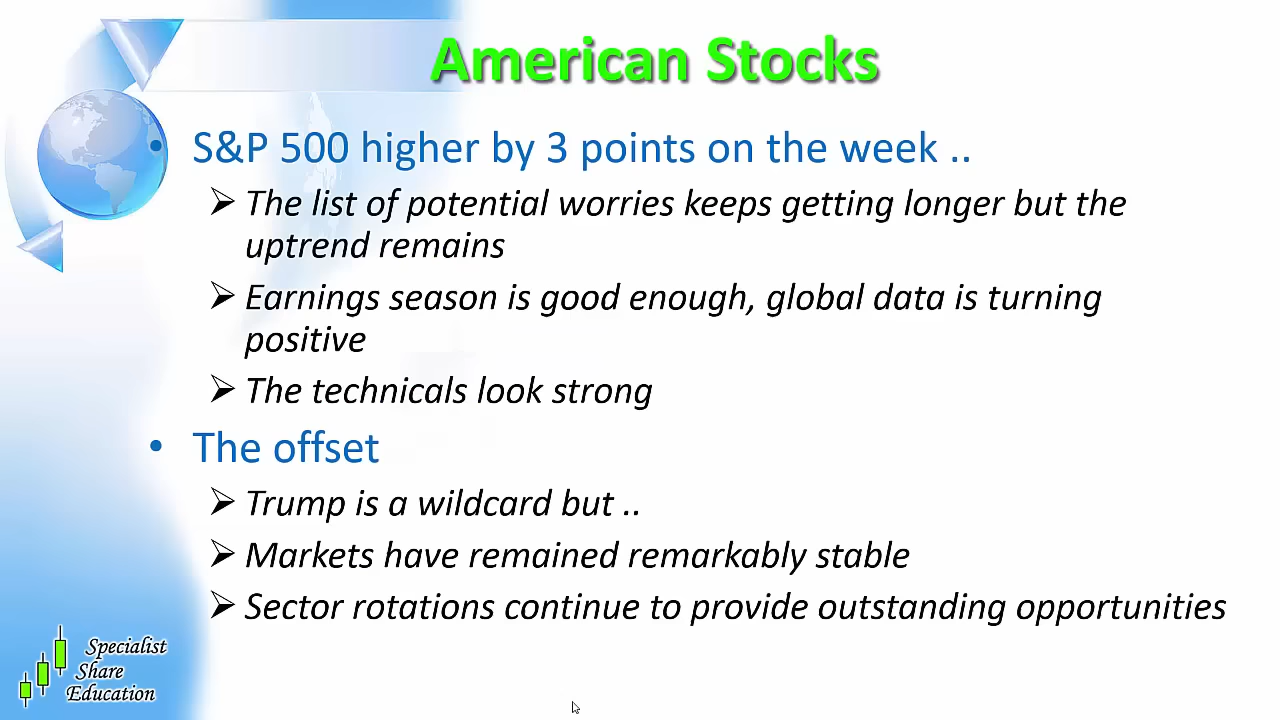 American Stocks
• S&P 500 higher by 3 points on the week ..
➢ The list of potential worries keeps getting longer but the
uptrend remains
➢ Earnings season is good enough, global data is turning
positive
➢ The technicals look strong
• The offset
➢ Trump is a wildcard but ..
➢ Markets have remained remarkably stable
➢ Sector rotations continue to provide outstanding opportunities
Specialist
Share
Education